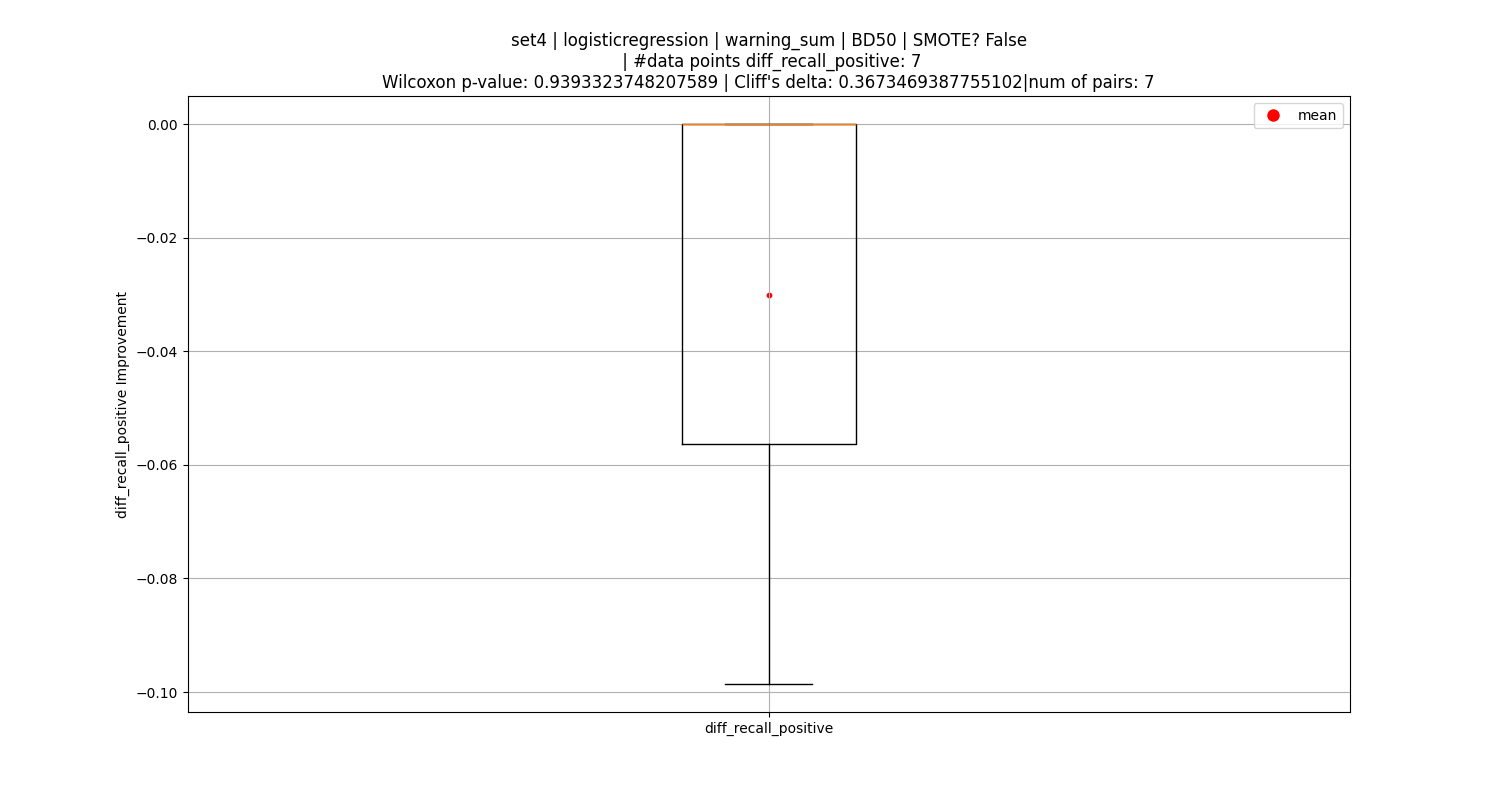 set4 | logisticregression | warning_sum | BD50 | SMOTE? False
| #data points diff_recall_positive: 7
Wilcoxon p-value: 0.9393323748207589 | Cliff's delta: 0.3673469387755102|num of pairs: 7
mean
0.00
−0.02
−0.04
−0.06
−0.08
−0.10
diff_recall_positive Improvement
diff_recall_positive